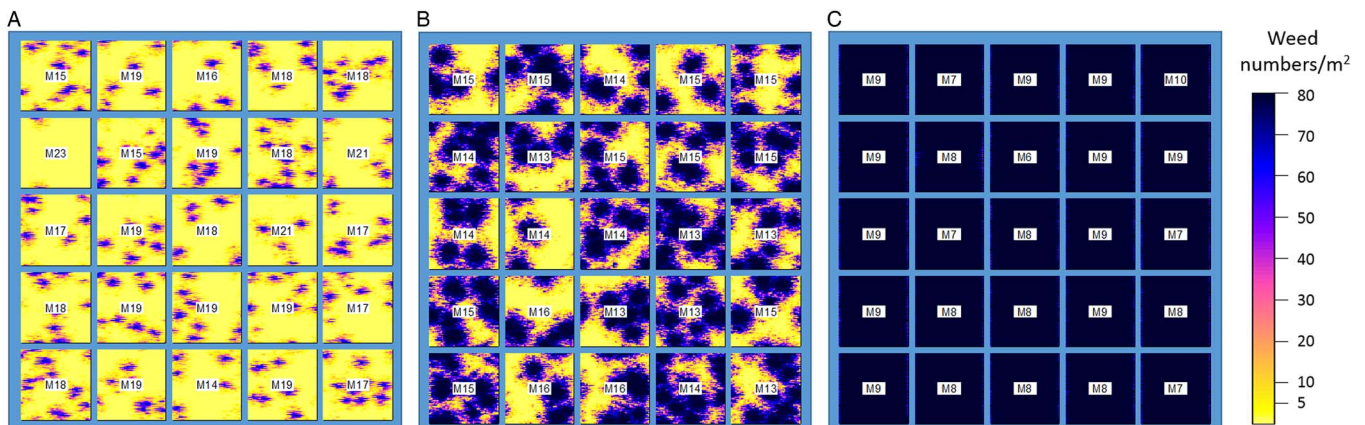 A
B
C
M15 M19 M16 M18 M18
M23 M15 M19 M18 M21
M17 M19 M18 M21 M17
M18 M19 M19 M19 M17
M18 M19 M14 M19 M17
M15 M15 M14 M15 M15
M14 M13 M15 M15 M15
M14 M14 M14 M13 M13
M15 M16 M13 M13 M15
M15 M16 M16 M14 M13
M9 M7 M9 M9 M10
M9 M8 M6 M9 M9
M9 M7 M8 M9 M7
M9 M8 M8 M9 M8
M9 M8 M8 M8 M7
Weed
numbers/m²
80
70
60
50
40
30
20
10
5